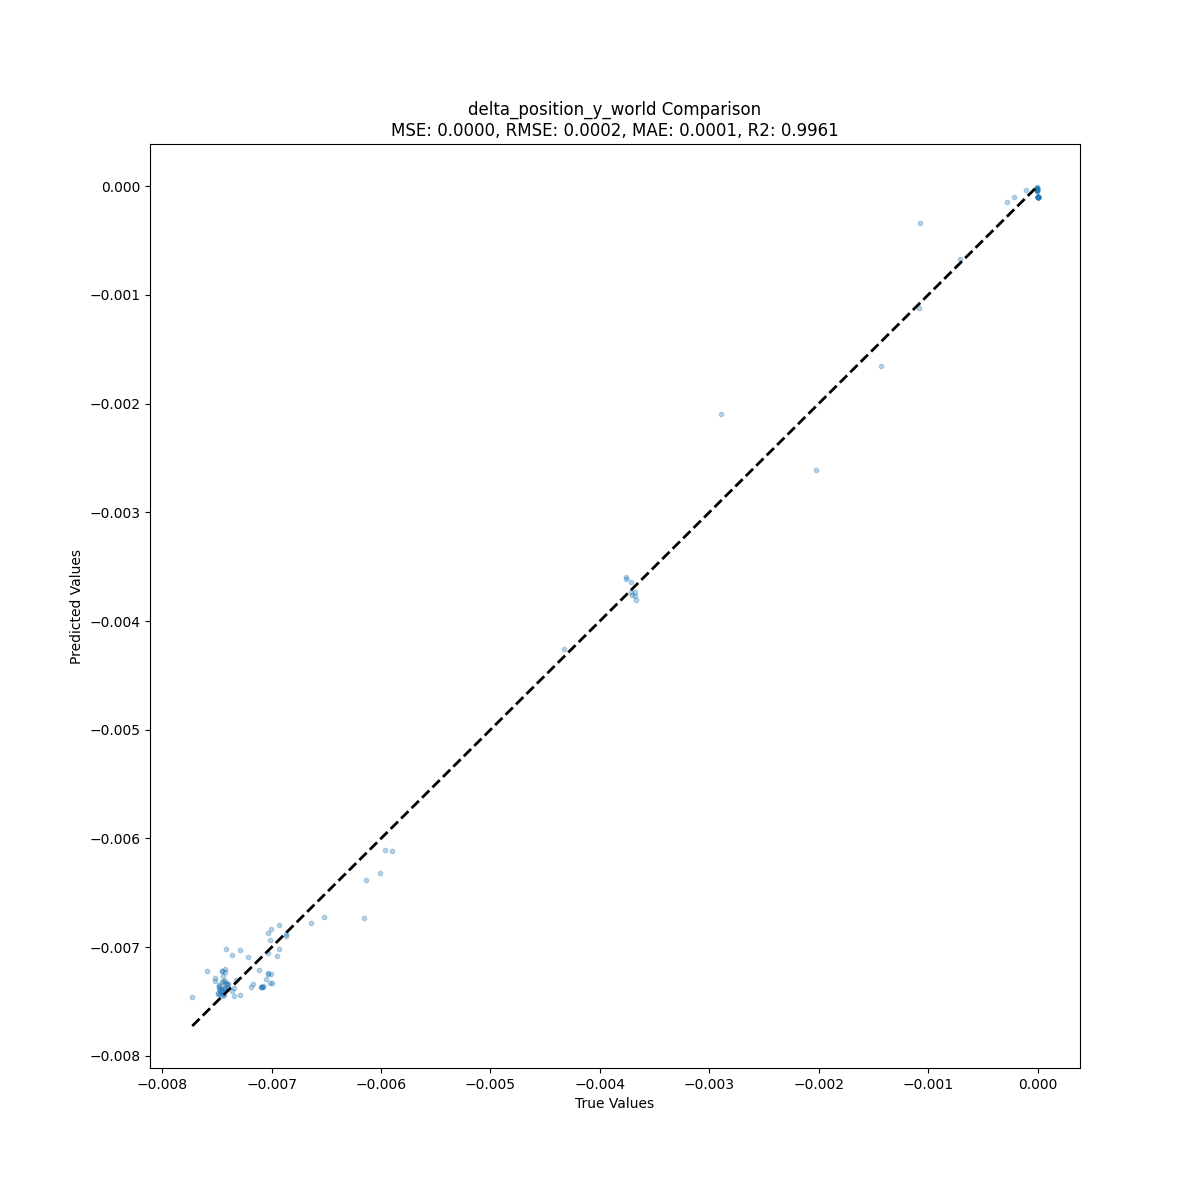 delta_position_y_world Comparison
MSE: 0.0000, RMSE: 0.0002, MAE: 0.0001, R2: 0.9961
0.000
−0.001
−0.002
−0.003
−0.004
−0.005
−0.006
−0.007
−0.008
Predicted Values
−0.008 −0.007 −0.006 −0.005 −0.004 −0.003 −0.002 −0.001 0.000
True Values